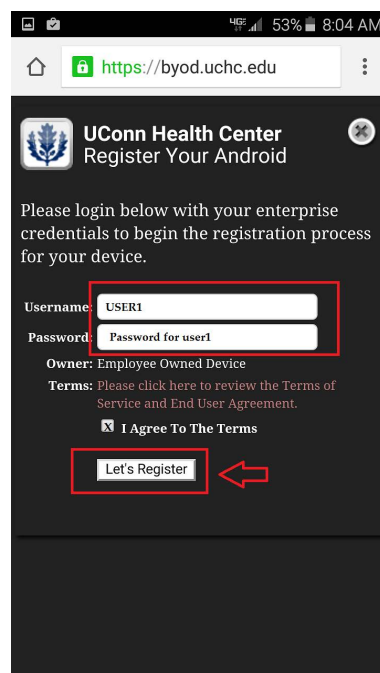 4GE 53% 8:04 AM
https://byod.uchc.edu
UConn Health Center
Register Your Android
Please login below with your enterprise
credentials to begin the registration process
for your device.
Username: USER1
Password: Password for user1
Owner: Employee Owned Device
Terms: Please click here to review the Terms of
Service and End User Agreement.
X I Agree To The Terms
Let's Register